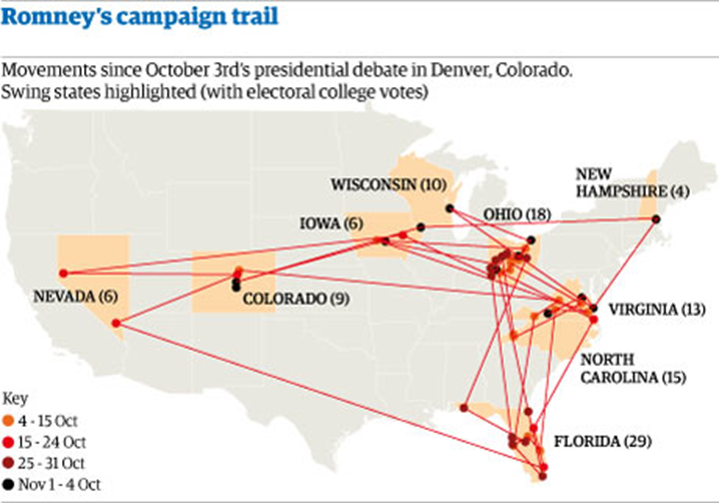 Romney's campaign trail
Movements since October 3rd's presidential debate in Denver, Colorado.
Swing states highlighted (with electoral college votes)
WISCONSIN (10)
NEW
HAMPSHIRE (4)
IOWA (6)
OHIO (18)
NEVADA (6)
COLORADO (9)
VIRGINIA (13)
NORTH
CAROLINA (15)
FLORIDA (29)
Key
4 - 15 Oct
15 - 24 Oct
25 - 31 Oct
Nov 1 - 4 Oct